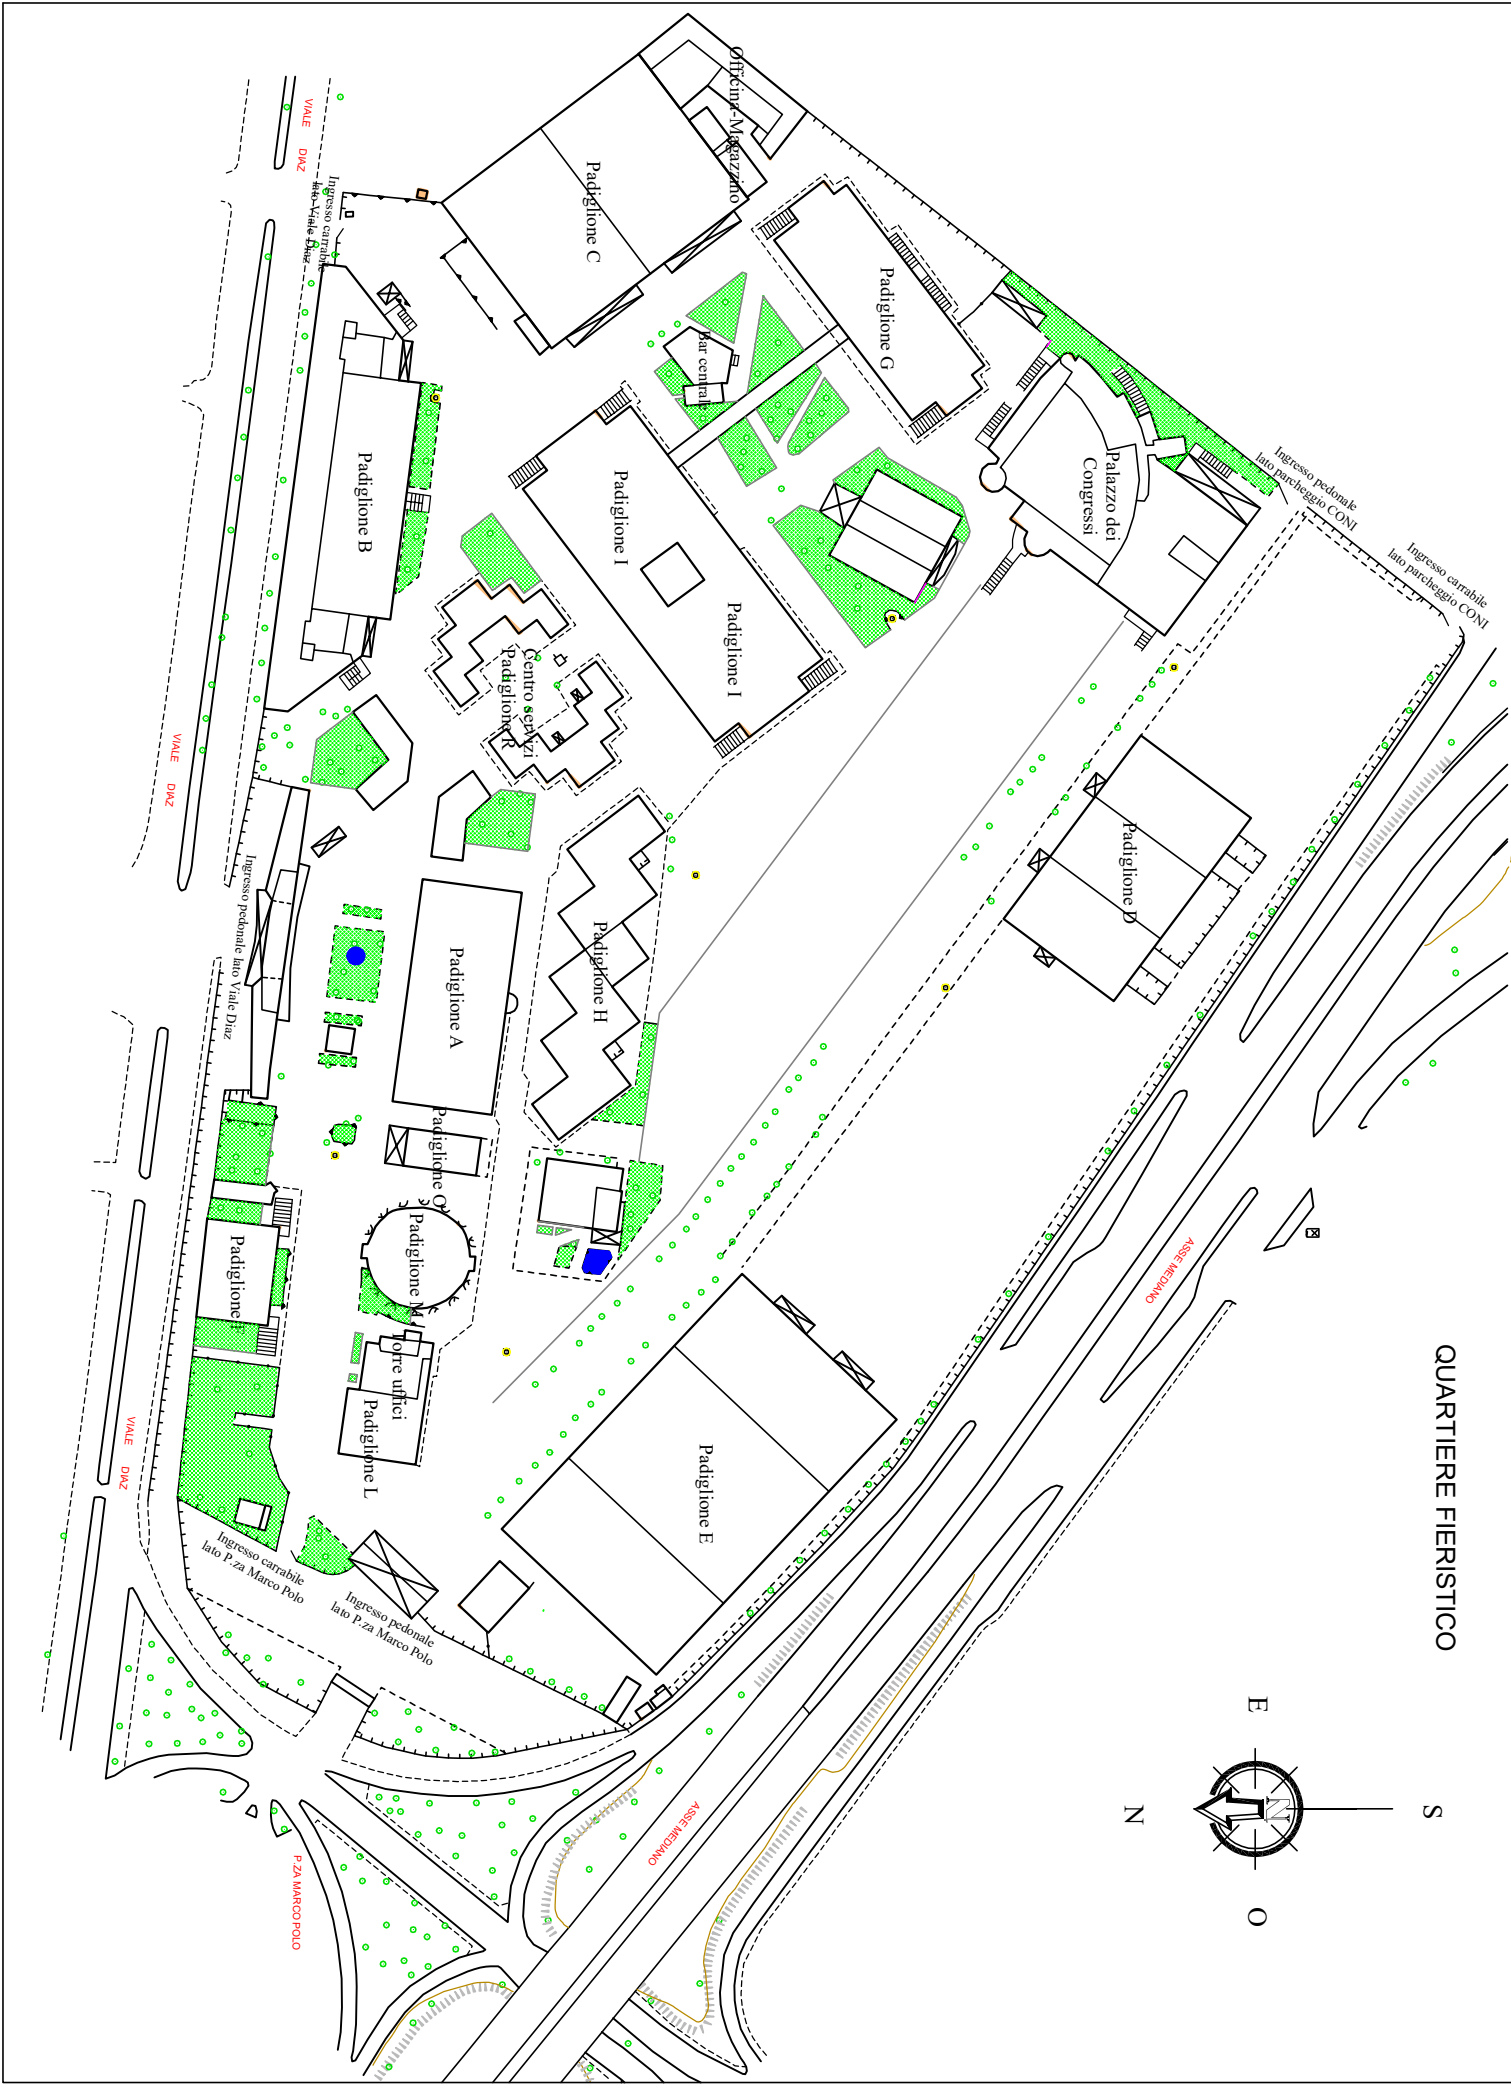 QUARTIERE FIERISTICO
E
S
N
N
O
Officina-Magazzino
Padiglione C
Padiglione G
Bar centrale
Palazzo dei
Congressi
Ingresso pedonale
lato parcheggio CONI
Ingresso carrabile
lato parcheggio CONI
VIALE DIAZ
Ingresso carrabile
lato Viale Diaz
Padiglione B
Padiglione I
Padiglione I
Centro servizi
Padiglione R
Padiglione D
VIALE DIAZ
Ingresso pedonale lato Viale Diaz
Padiglione A
Padiglione H
Padiglione O
Padiglione M
Padiglione F
Torre uffici
Padiglione L
Padiglione E
ASSE MEDIANO
VIALE DIAZ
Ingresso carrabile
lato P.za Marco Polo
Ingresso pedonale
lato P.za Marco Polo
ASSE MEDIANO
P.ZA MARCO POLO